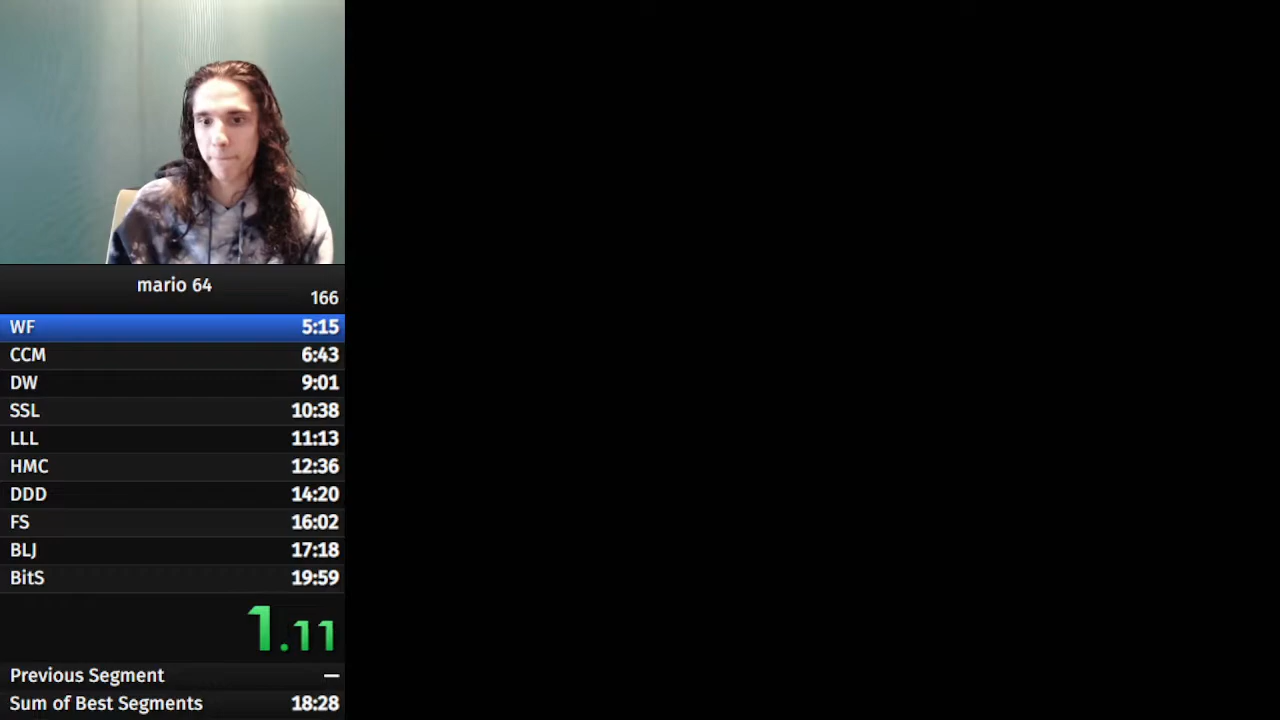 mario 64
166
WF 5:15
CCM 6:43
DW 9:01
SSL 10:38
LLL 11:13
HMC 12:36
DDD 14:20
FS 16:02
BLJ 17:18
BitS 19:59
1.11
Previous Segment —
Sum of Best Segments 18:28